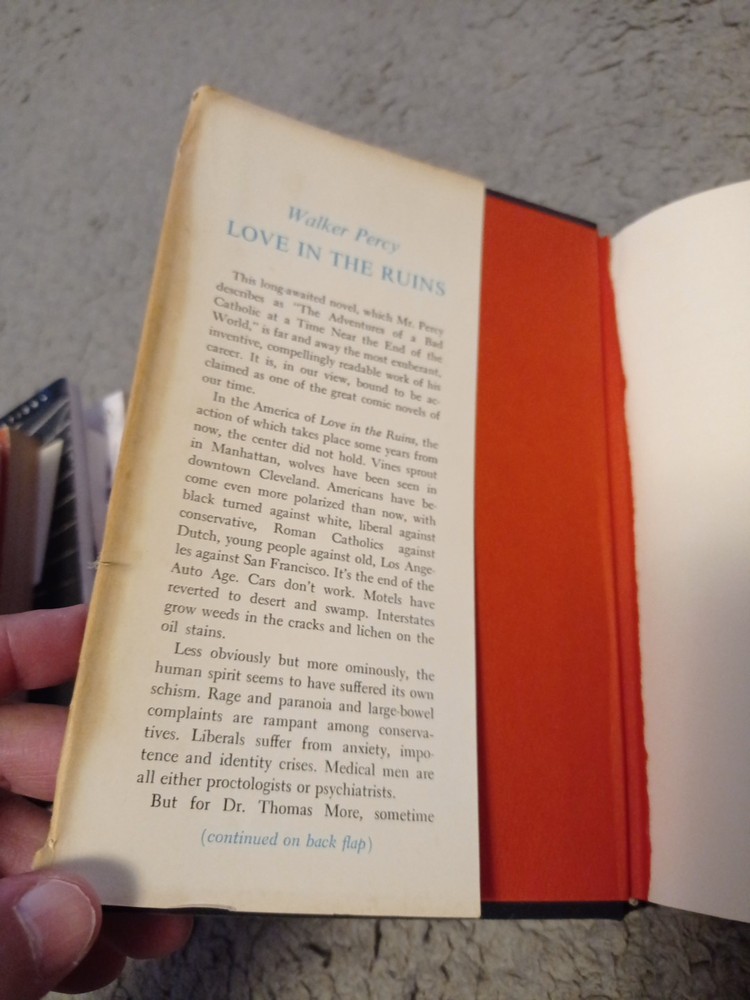 Walker Percy
LOVE IN THE RUINS
This long-awaited novel, which Mr. Percy
describes as "The Adventures of a Bad
Catholic at a Time Near the End of the
World," is far and away the most exuberant,
inventive, compellingly readable work of his
career. It is, in our view, bound to be ac-
claimed as one of the great comic novels of
our time.
In the America of Love in the Ruins, the
action of which takes place some years from
now, the center did not hold. Vines sprout
in Manhattan, wolves have been seen in
downtown Cleveland. Americans have be-
come even more polarized than now, with
black turned against white, liberal against
conservative, Roman Catholics against
Dutch, young people against old, Los Ange-
les against San Francisco. It's the end of the
Auto Age. Cars don't work. Motels have
reverted to desert and swamp. Interstates
grow weeds in the cracks and lichen on the
oil stains.
Less obviously but more ominously, the
human spirit seems to have suffered its own
schism. Rage and paranoia and large-bowel
complaints are rampant among conserva-
tives. Liberals suffer from anxiety, impo-
tence and identity crises. Medical men are
all either proctologists or psychiatrists.
But for Dr. Thomas More, sometime
(continued on back flap)